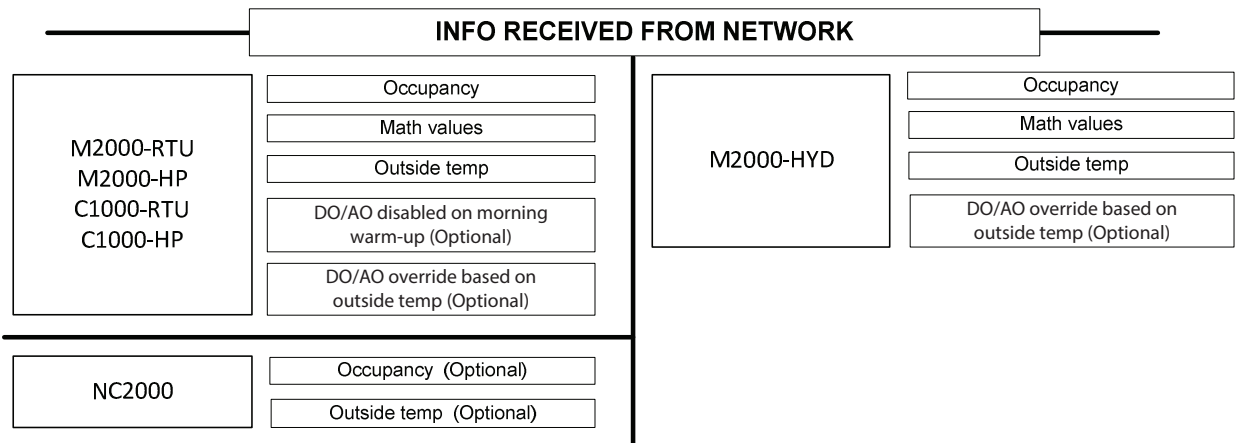 INFO RECEIVED FROM NETWORK
M2000-RTU
M2000-HP
C1000-RTU
C1000-HP
Occupancy
Math values
Outside temp
DO/AO disabled on morning
warm-up (Optional)
DO/AO override based on
outside temp (Optional)
M2000-HYD
Occupancy
Math values
Outside temp
DO/AO override based on
outside temp (Optional)
NC2000
Occupancy (Optional)
Outside temp (Optional)